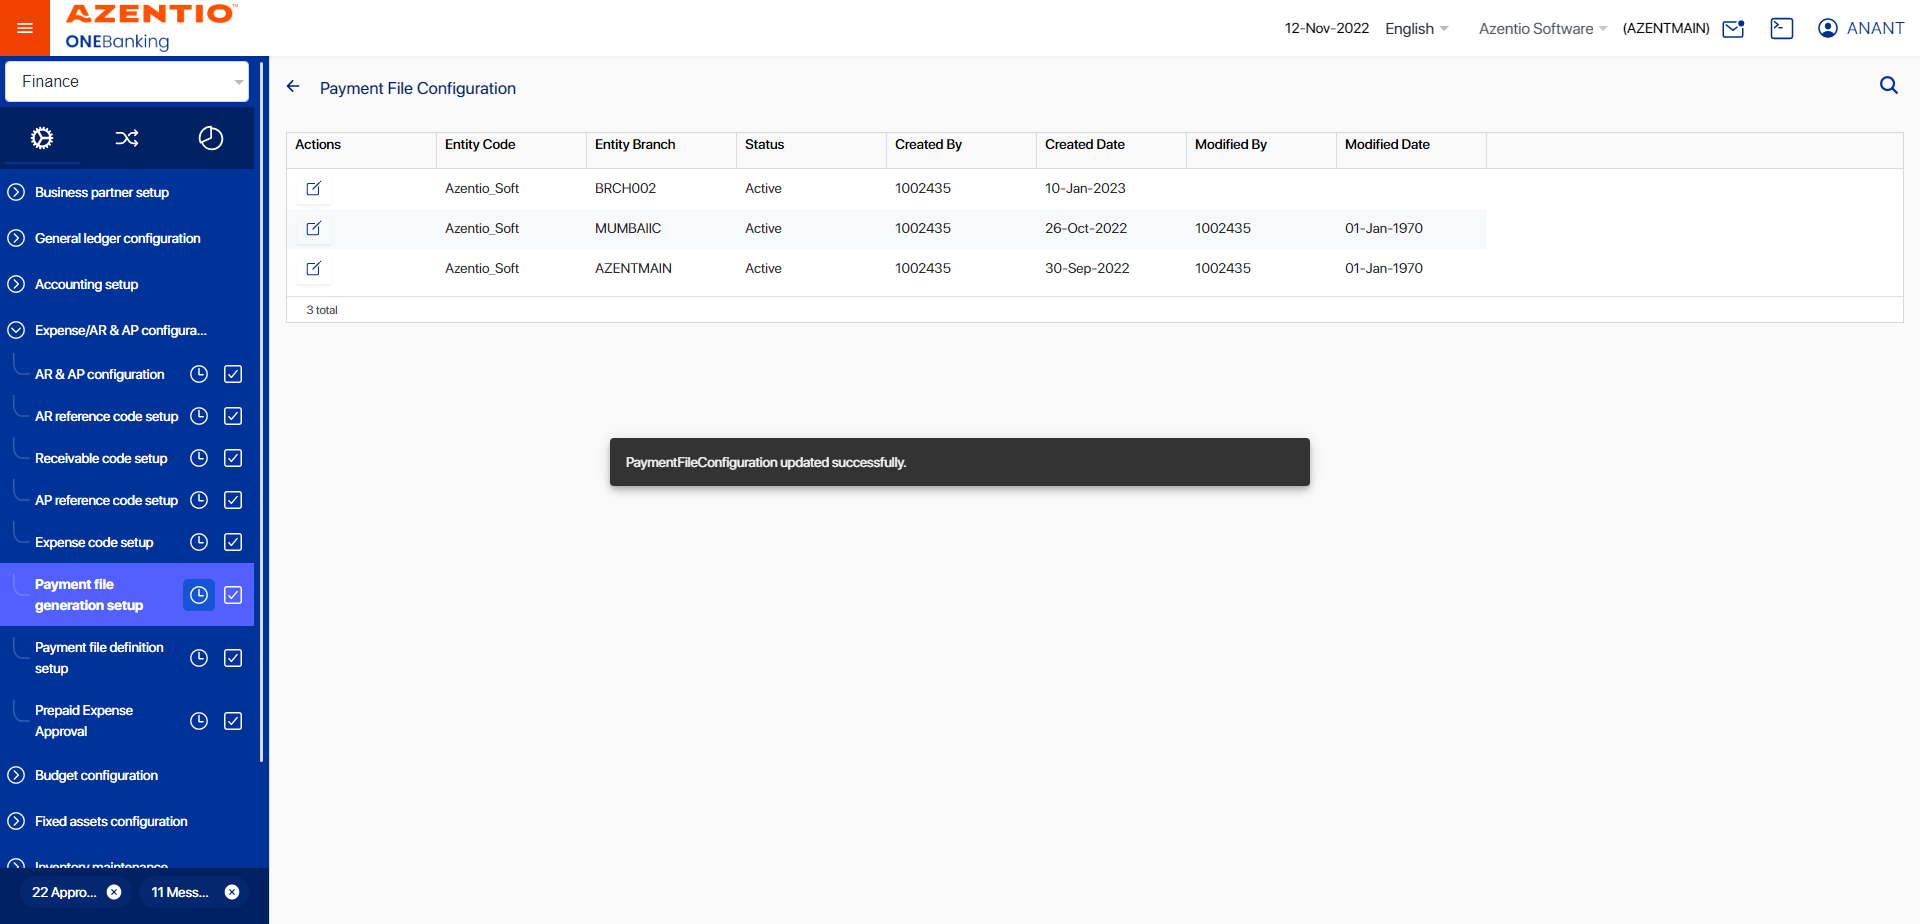 AZENTIO™
ONEBanking
12-Nov-2022 English Azentio Software (AZENTMAIN) ANANT
Finance
Business partner setup
General ledger configuration
Accounting setup
Expense/AR & AP configura...
AR & AP configuration
AR reference code setup
Receivable code setup
AP reference code setup
Expense code setup
Payment file
generation setup
Payment file definition
setup
Prepaid Expense
Approval
Budget configuration
Fixed assets configuration
Inventory maintenance
22 Appro... 11 Mess...
Payment File Configuration
Actions Entity Code Entity Branch Status Created By Created Date Modified By Modified Date
Azentio_Soft BRCH002 Active 1002435 10-Jan-2023
Azentio_Soft MUMBAIIC Active 1002435 26-Oct-2022 1002435 01-Jan-1970
Azentio_Soft AZENTMAIN Active 1002435 30-Sep-2022 1002435 01-Jan-1970
3 total
PaymentFileConfiguration updated successfully.